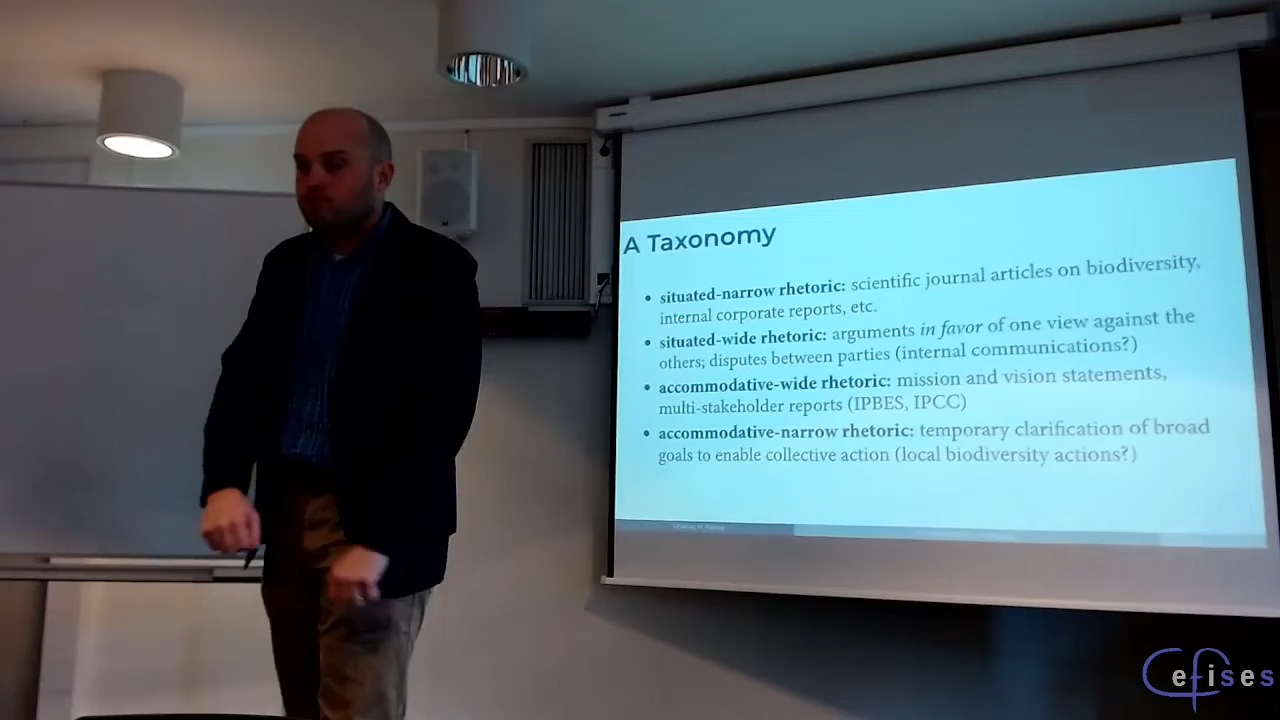 A Taxonomy
• situated-narrow rhetoric: scientific journal articles on biodiversity,
internal corporate reports, etc.
• situated-wide rhetoric: arguments in favor of one view against the
others; disputes between parties (internal communications?)
• accommodative-wide rhetoric: mission and vision statements,
multi-stakeholder reports (IPBES, IPCC)
• accommodative-narrow rhetoric: temporary clarification of broad
goals to enable collective action (local biodiversity actions?)
Cefises